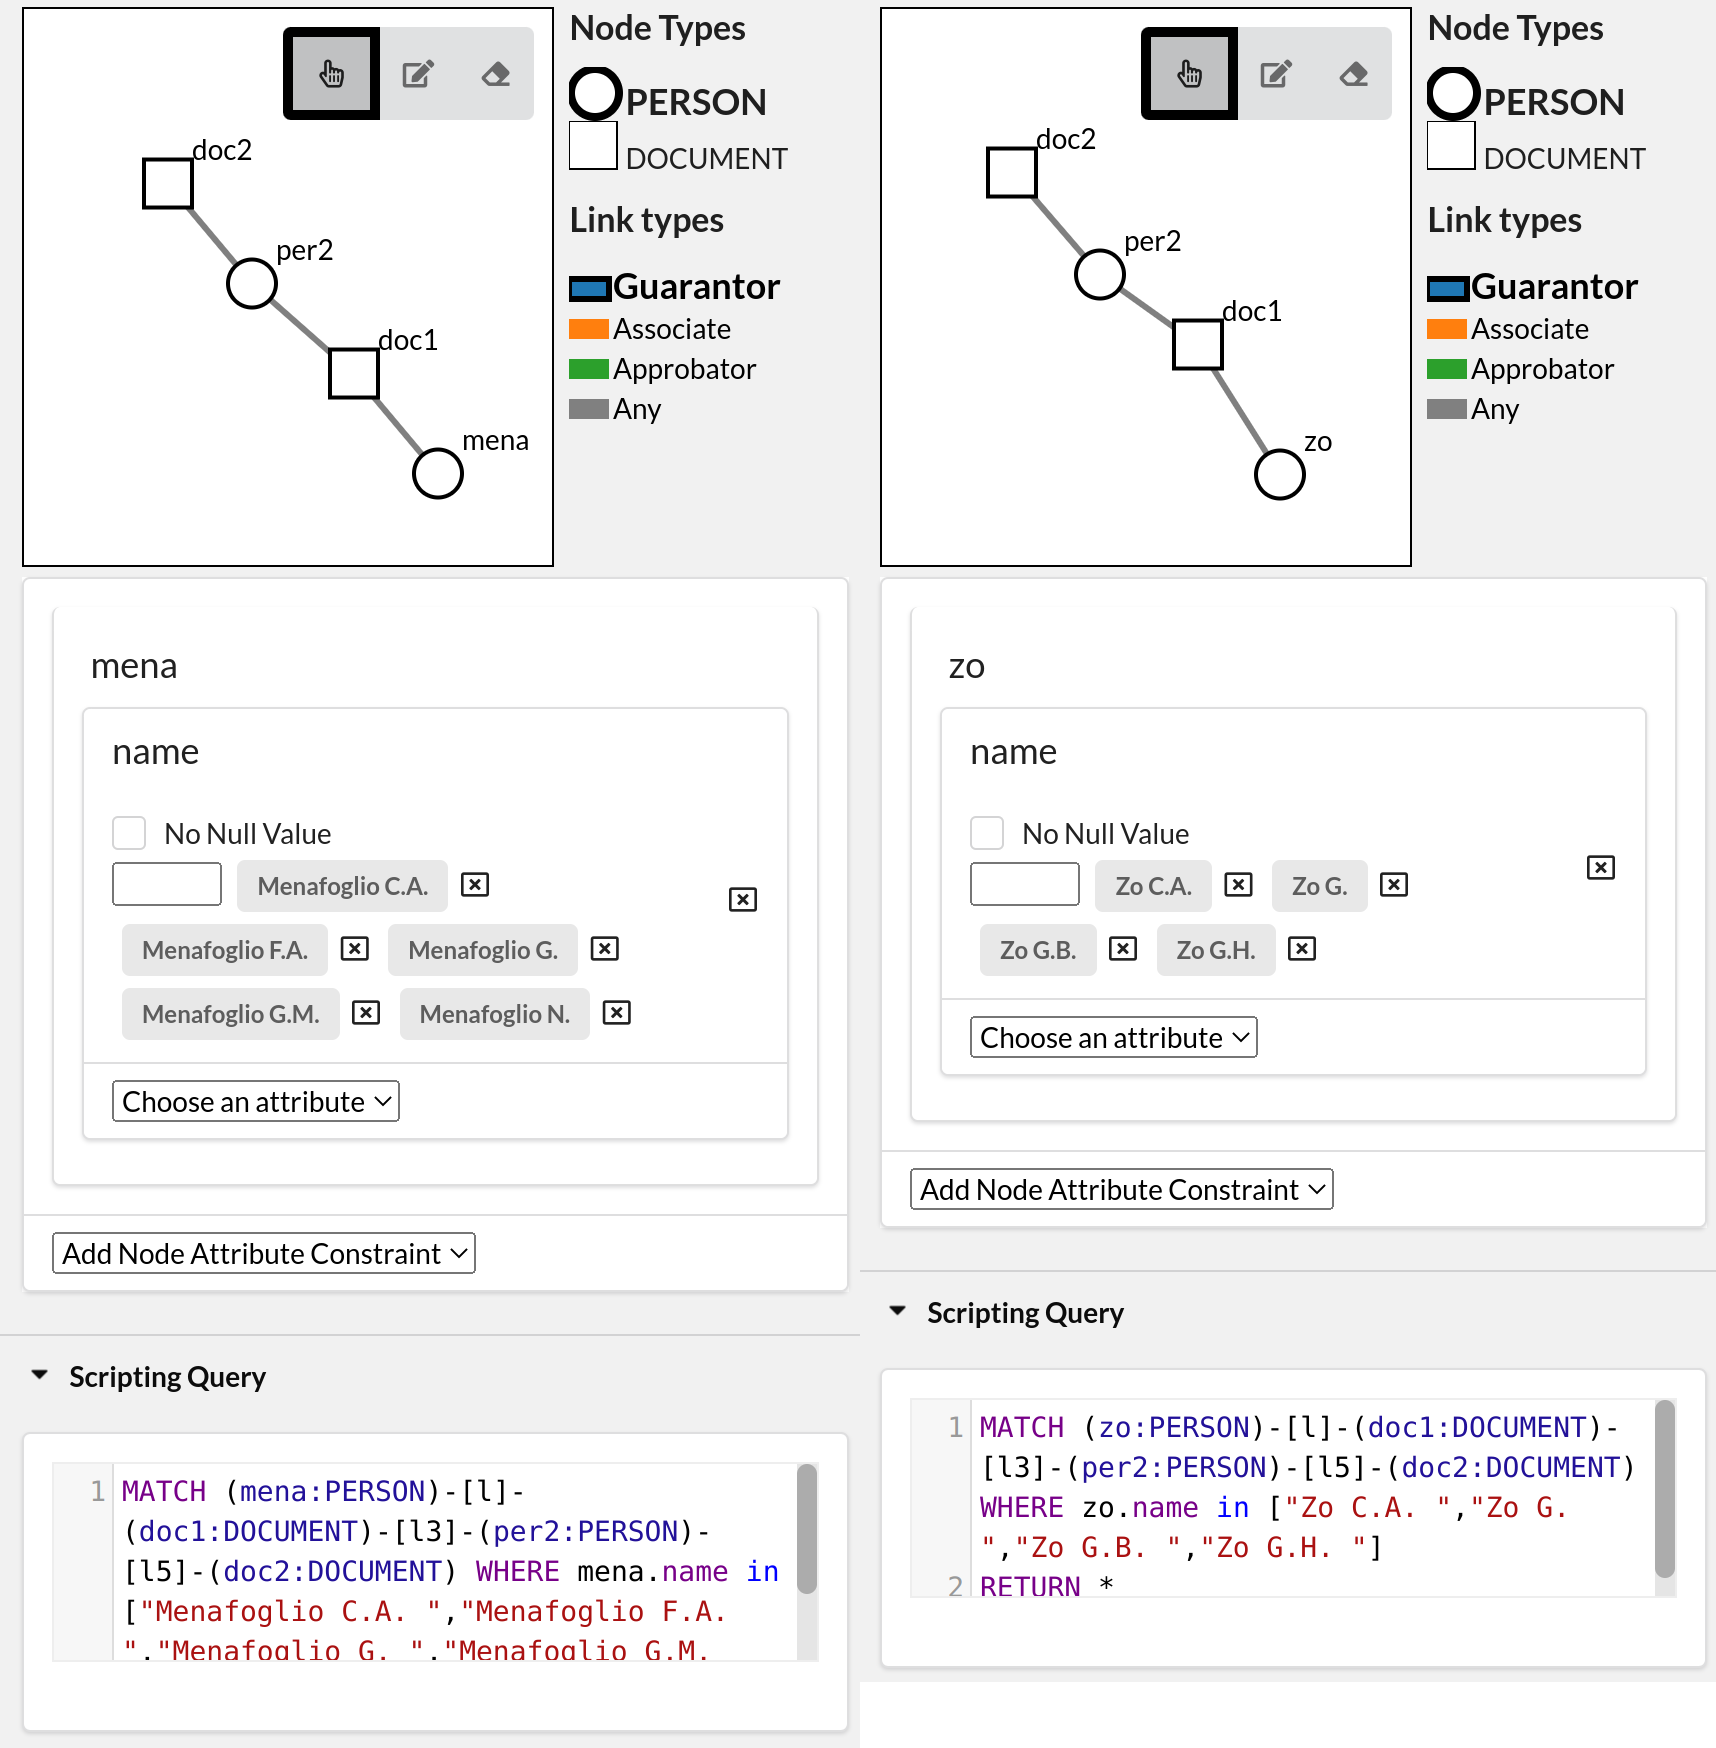 doc2
per2
doc1
mena
Node Types
PERSON
DOCUMENT
Link types
Guarantor
Associate
Approbator
Any
mena
name
No Null Value
Menafoglio C.A.
Menafoglio F.A. Menafoglio G.
Menafoglio G.M. Menafoglio N.
Choose an attribute
Add Node Attribute Constraint
Scripting Query
1 MATCH (mena:PERSON)-[l]-
(doc1:DOCUMENT)-[l3]-(per2:PERSON)-
[l5]-(doc2:DOCUMENT) WHERE mena.name in
["Menafoglio C.A. ","Menafoglio F.A.
","Menafoglio G. ","Menafoglio G.M.
doc2
per2
doc1
zo
Node Types
PERSON
DOCUMENT
Link types
Guarantor
Associate
Approbator
Any
zo
name
No Null Value
Zo C.A. Zo G.
Zo G.B. Zo G.H.
Choose an attribute
Add Node Attribute Constraint
Scripting Query
1 MATCH (zo:PERSON)-[l]-(doc1:DOCUMENT)-
[l3]-(per2:PERSON)-[l5]-(doc2:DOCUMENT)
WHERE zo.name in ["Zo C.A. ","Zo G.
","Zo G.B. ","Zo G.H. "]
2 RETURN *